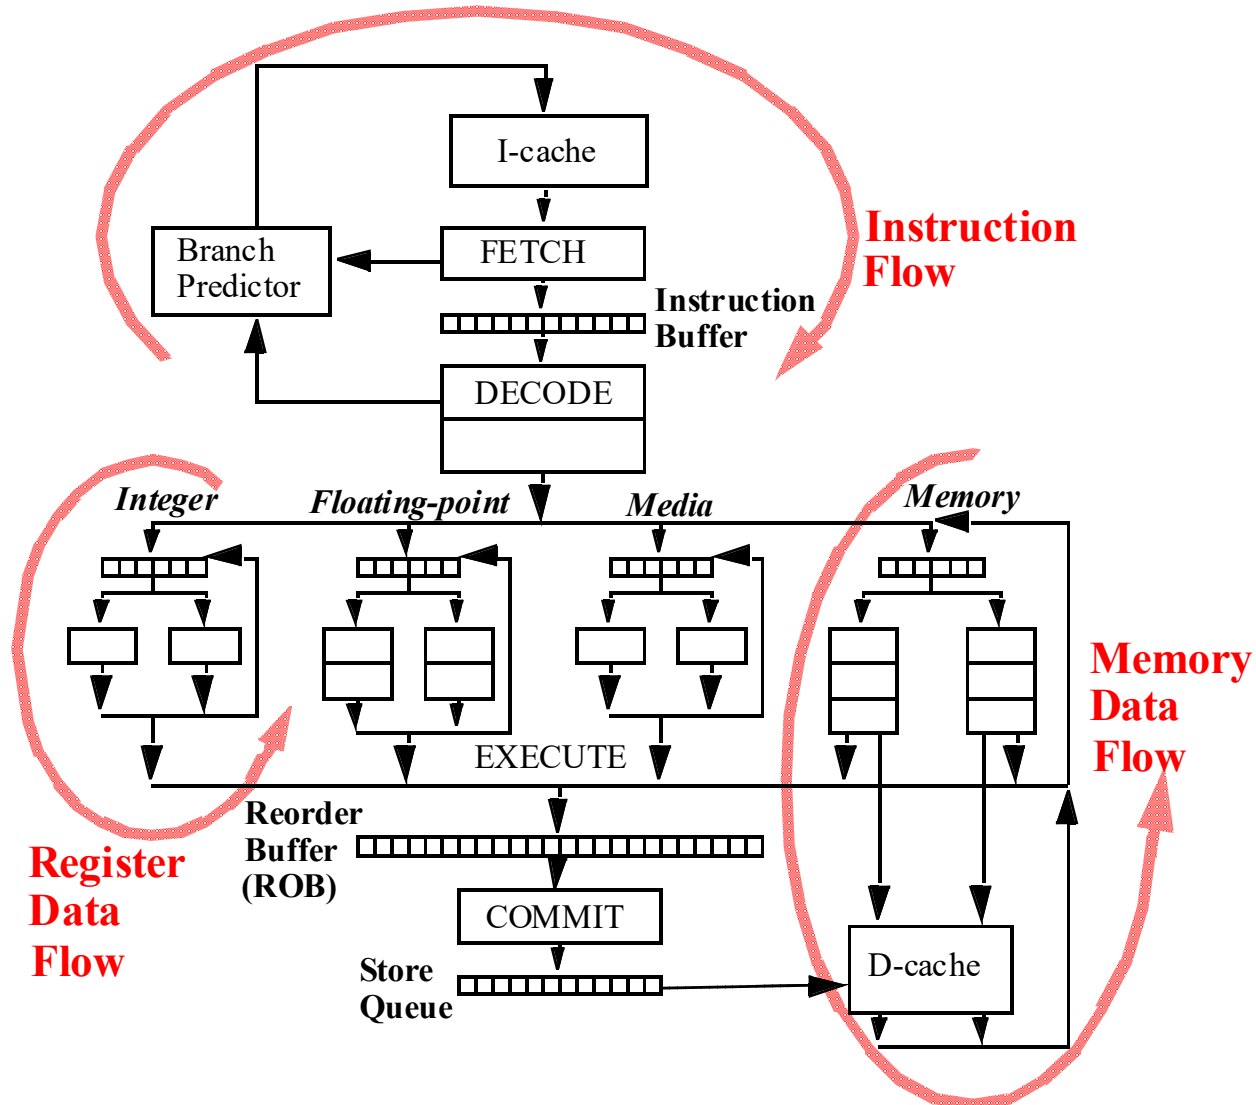 I-cache
Instruction
Flow
Branch
Predictor
FETCH
Instruction
Buffer
DECODE
Integer
Floating-point
Media
Memory
Memory
Data
Flow
EXECUTE
Reorder
Buffer
(ROB)
Register
Data
Flow
COMMIT
Store
Queue
D-cache